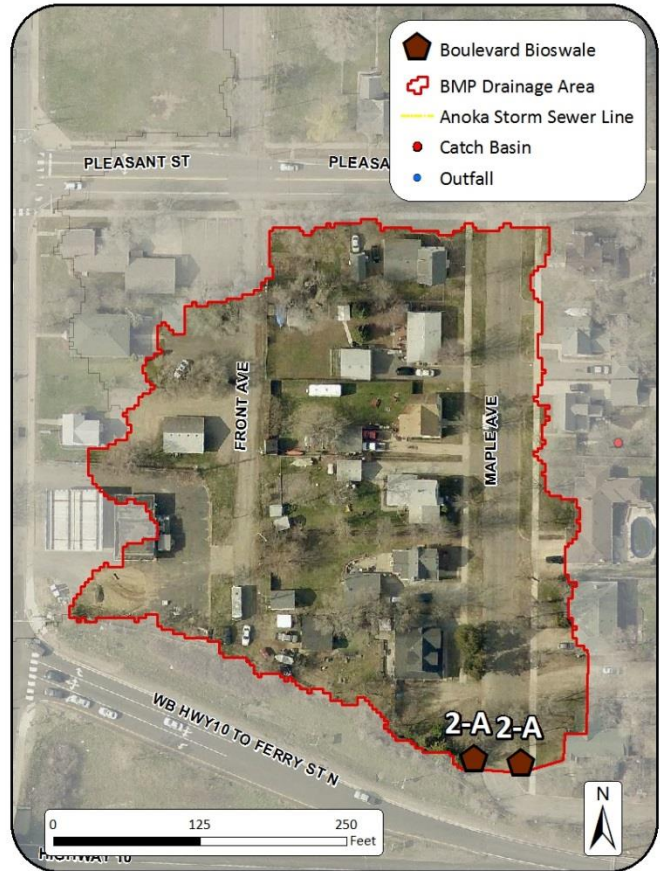 Boulevard Bioswale
BMP Drainage Area
Anoka Storm Sewer Line
Catch Basin
Outfall
PLEASANT ST
PLEASA
FRONT AVE
MAPLE AVE
2-A 2-A
WB HWY10 TO FERRY ST N
N
0 125 250
Feet
HIGHWAY 10